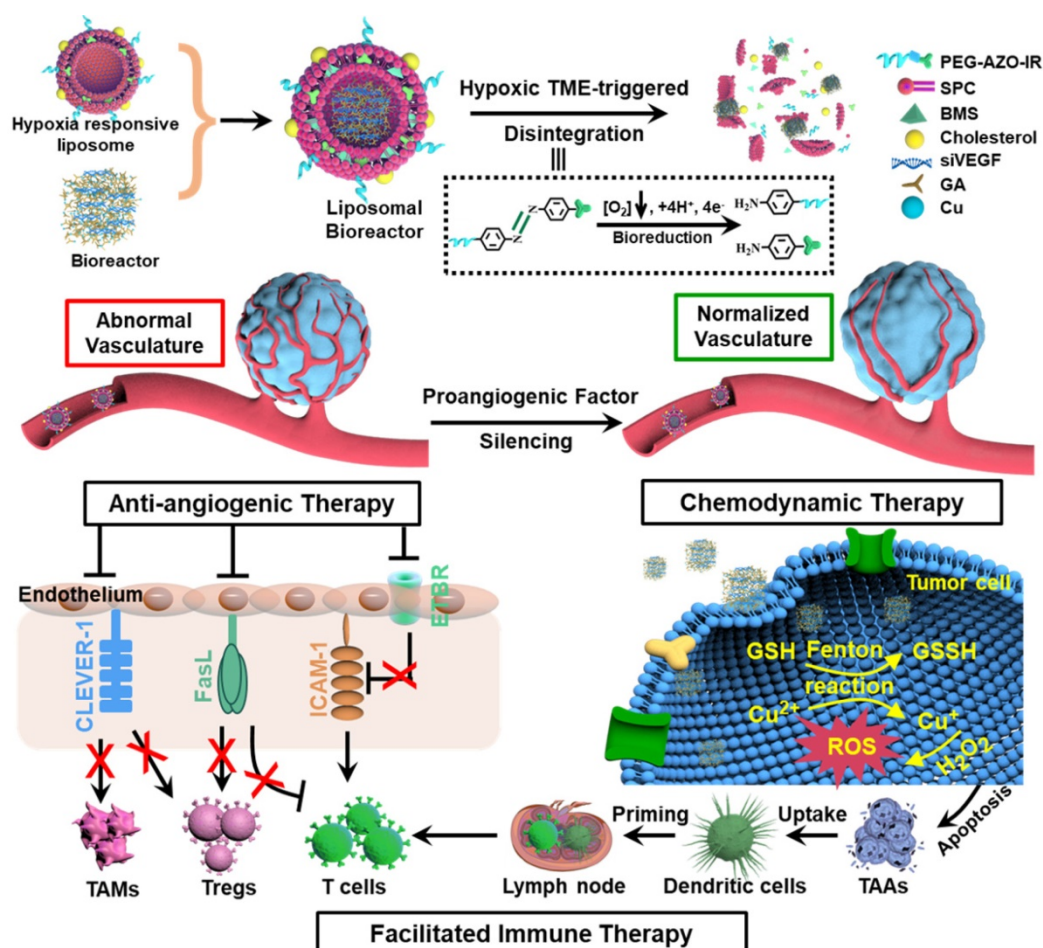 Hypoxia responsive
liposome
Bioreactor
Liposomal
Bioreactor
Hypoxic TME-triggered
Disintegration
[O2] , +4H+, 4e-
Bioreduction
N
N
H2N
H2N
PEG-AZO-IR
SPC
BMS
Cholesterol
siVEGF
GA
Cu
Abnormal
Vasculature
Proangiogenic Factor
Silencing
Normalized
Vasculature
Anti-angiogenic Therapy
Endothelium
CLEVER-1
FasL
ICAM-1
ETBR
TAMs
Tregs
T cells
Chemodynamic Therapy
Tumor cell
GSH Fenton GSSH
reaction
Cu2+ Cu+
ROS
H2O2
Apoptosis
Priming
Uptake
Lymph node
Dendritic cells
TAAs
Facilitated Immune Therapy